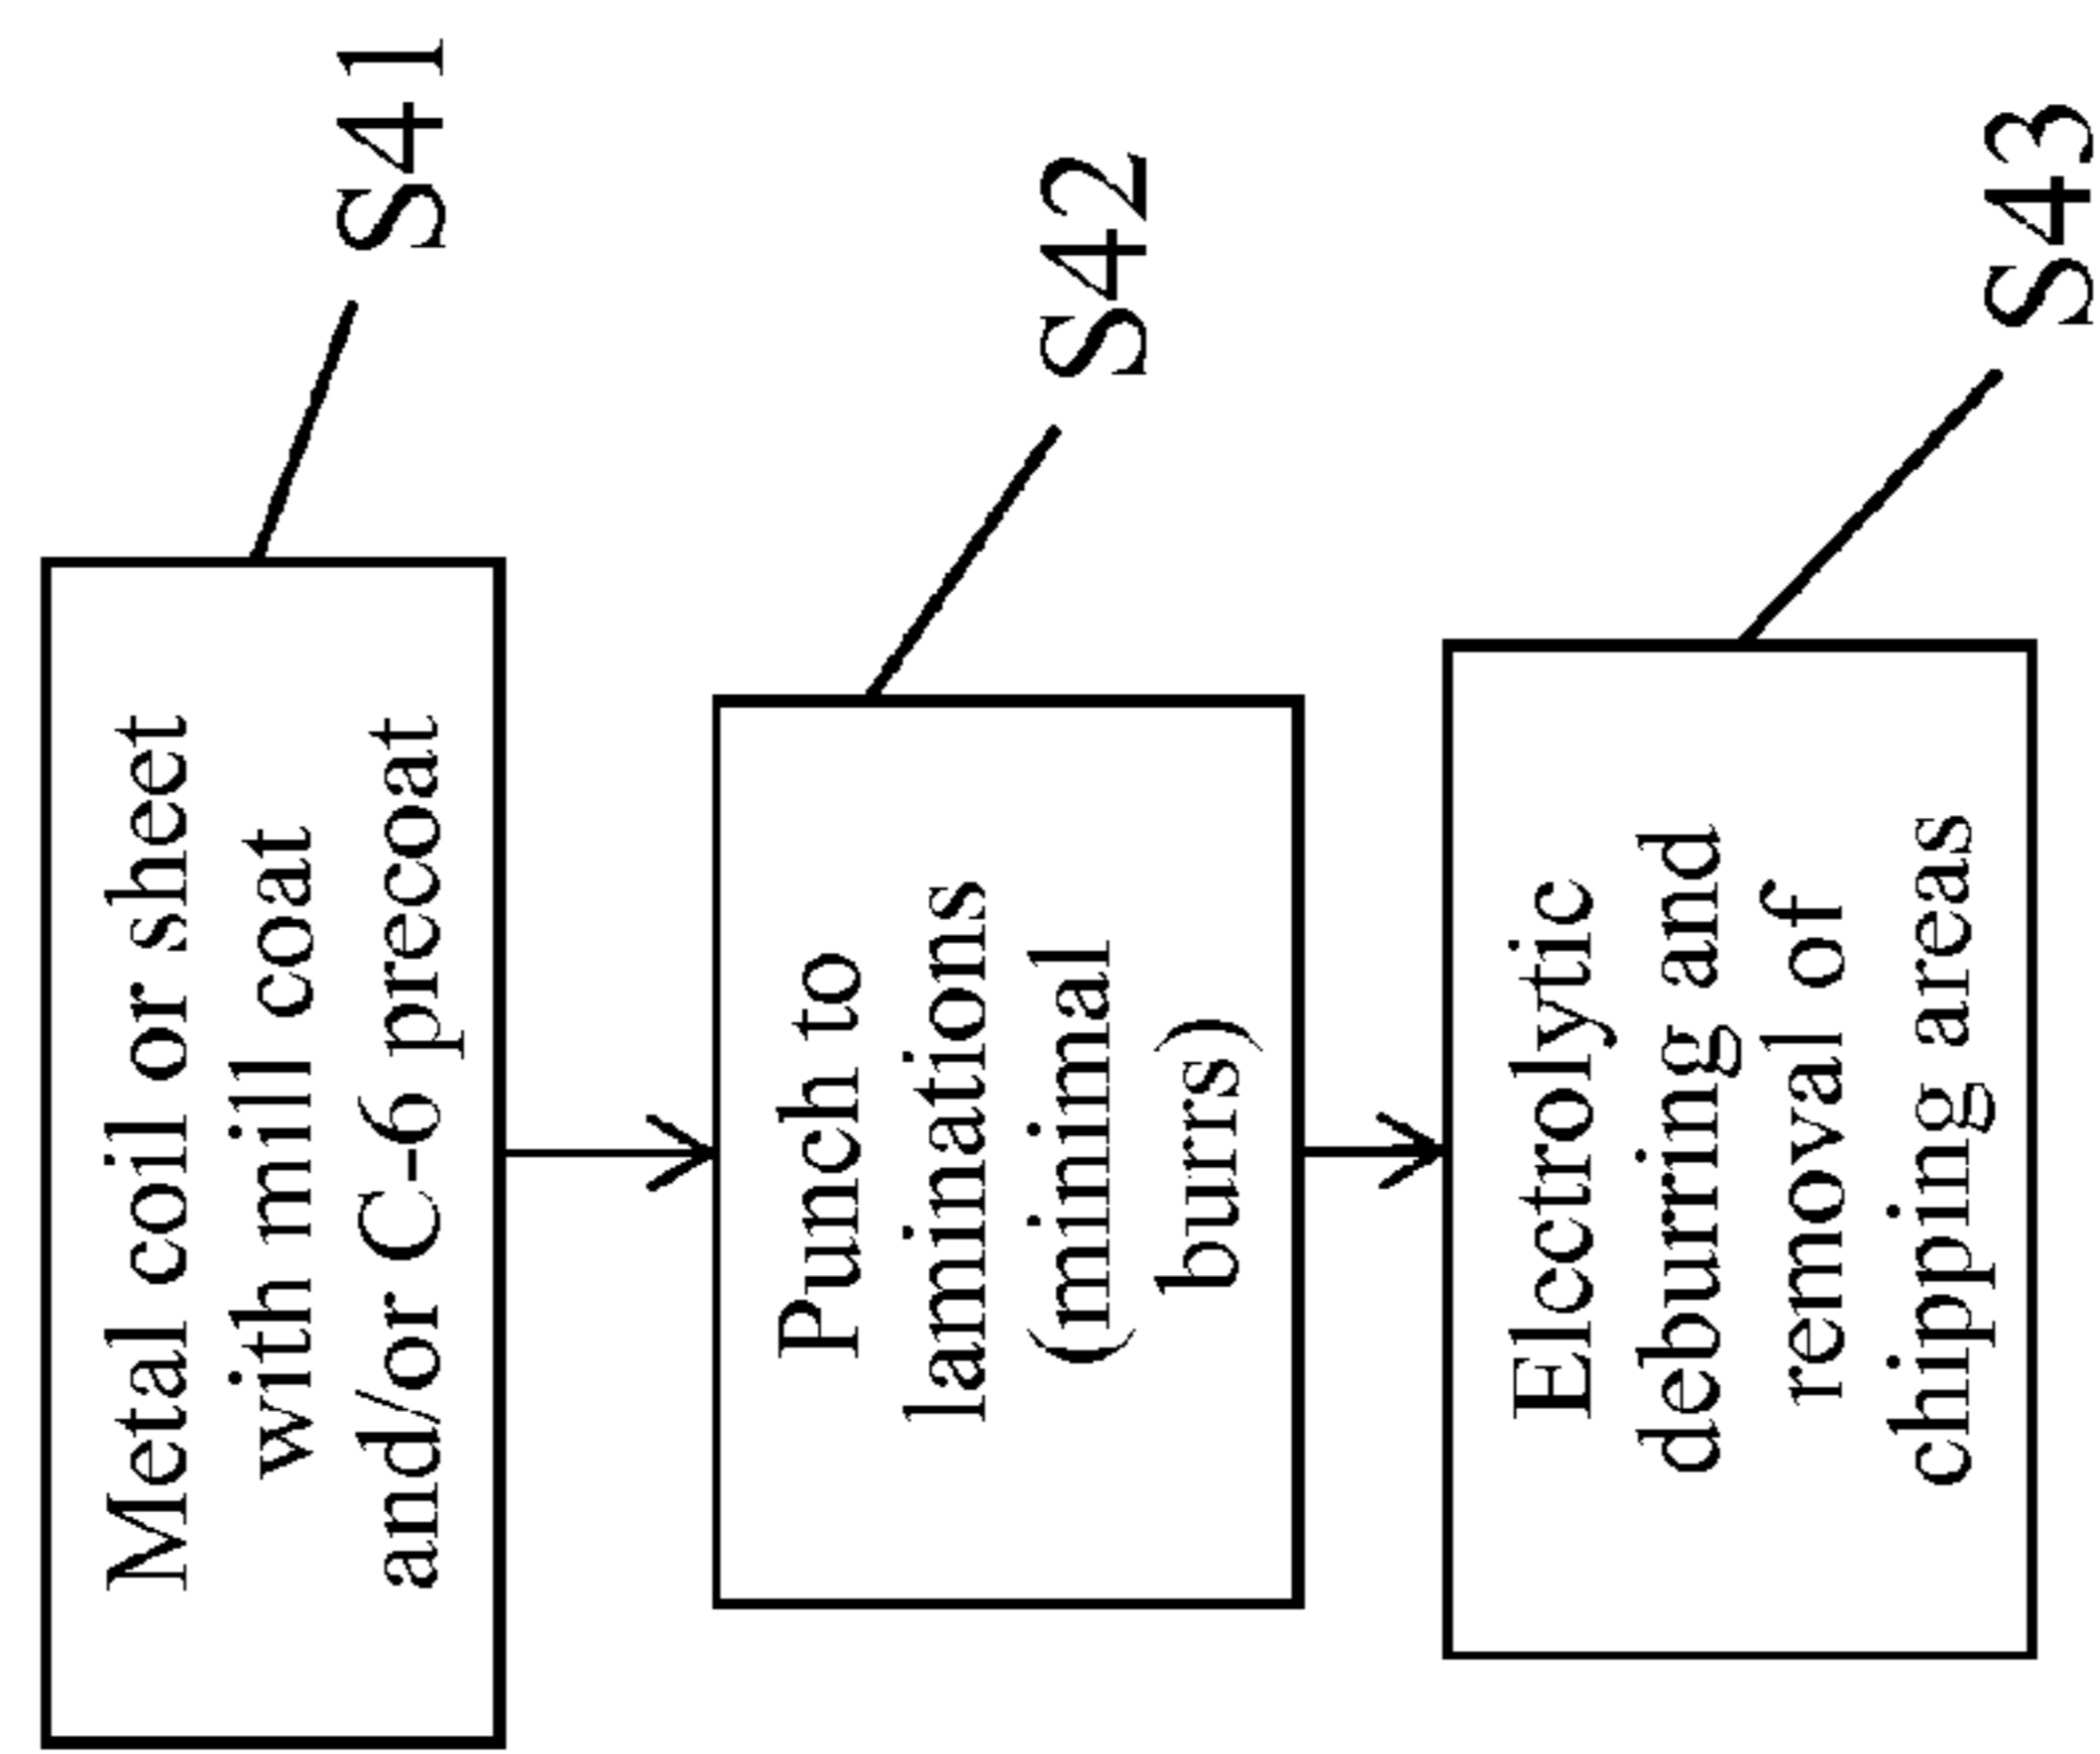 Metal coil or sheet
with mill coat
and/or C-6 precoat
S41
Punch to
laminations
(minimal
burrs)
S42
Electrolytic
deburring and
removal of
chipping areas
S43